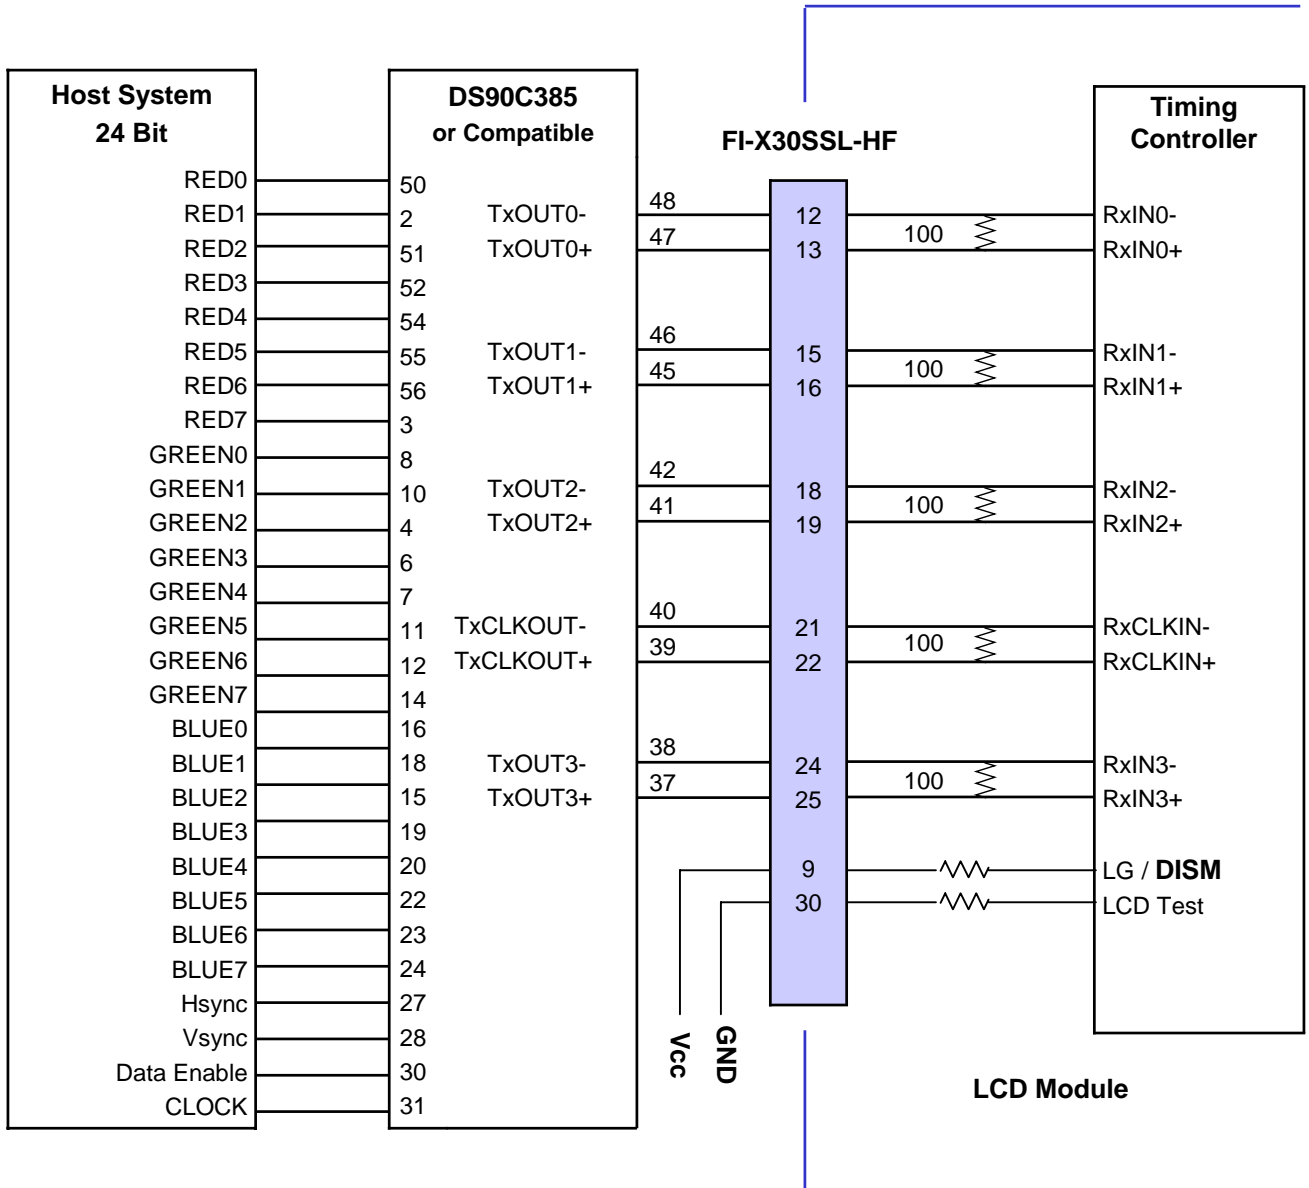 Host System
24 Bit
RED0
RED1
RED2
RED3
RED4
RED5
RED6
RED7
GREEN0
GREEN1
GREEN2
GREEN3
GREEN4
GREEN5
GREEN6
GREEN7
BLUE0
BLUE1
BLUE2
BLUE3
BLUE4
BLUE5
BLUE6
BLUE7
Hsync
Vsync
Data Enable
CLOCK
DS90C385
or Compatible
50
2
51
52
54
55
56
3
8
10
4
6
7
11
12
14
16
18
15
19
20
22
23
24
27
28
30
31
TxOUT0-
TxOUT0+
TxOUT1-
TxOUT1+
TxOUT2-
TxOUT2+
TxCLKOUT-
TxCLKOUT+
TxOUT3-
TxOUT3+
48
47
46
45
42
41
40
39
38
37
Vcc
GND
FI-X30SSL-HF
12
13
15
16
18
19
21
22
24
25
9
30
100
100
100
100
100
Timing
Controller
RxIN0-
RxIN0+
RxIN1-
RxIN1+
RxIN2-
RxIN2+
RxCLKIN-
RxCLKIN+
RxIN3-
RxIN3+
LG / DISM
LCD Test
LCD Module